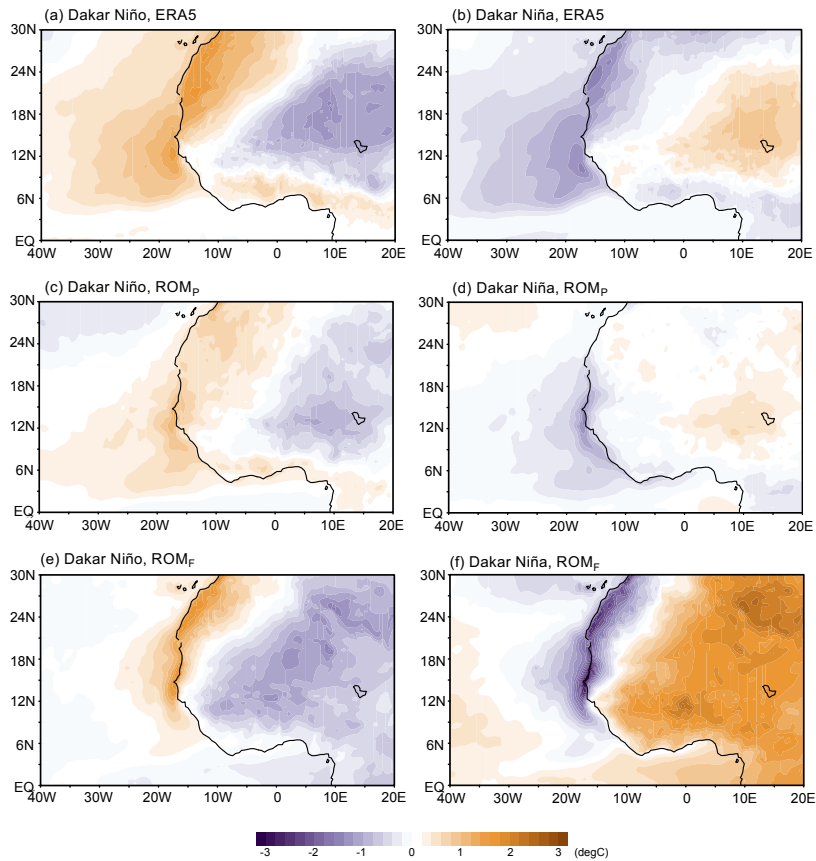 (a) Dakar Niño, ERA5
(b) Dakar Niña, ERA5
30N 30N
24N 24N
18N 18N
12N 12N
6N 6N
EQ EQ
40W 30W 20W 10W 0 10E 20E 40W 30W 20W 10W 0 10E 20E
(c) Dakar Niño, ROMP
(d) Dakar Niña, ROMP
30N 30N
24N 24N
18N 18N
12N 12N
6N 6N
EQ EQ
40W 30W 20W 10W 0 10E 20E 40W 30W 20W 10W 0 10E 20E
(e) Dakar Niño, ROMF
(f) Dakar Niña, ROMF
30N 30N
24N 24N
18N 18N
12N 12N
6N 6N
EQ EQ
40W 30W 20W 10W 0 10E 20E 40W 30W 20W 10W 0 10E 20E
-3 -2 -1 0 1 2 3 (degC)